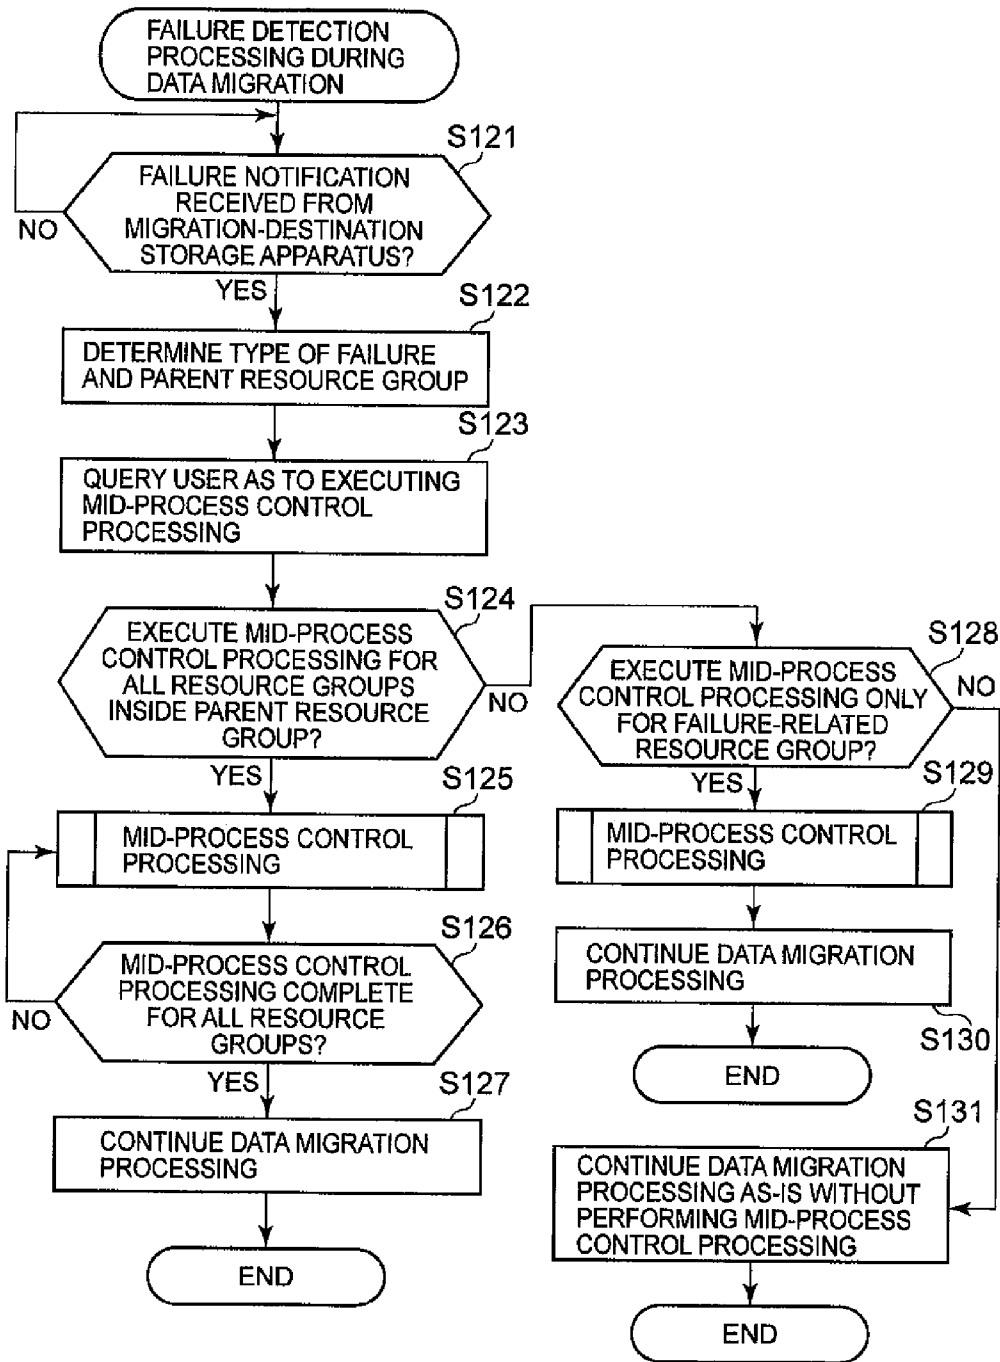 FAILURE DETECTION
PROCESSING DURING
DATA MIGRATION
S121
FAILURE NOTIFICATION
RECEIVED FROM
MIGRATION-DESTINATION
STORAGE APPARATUS?
NO
YES
S122
DETERMINE TYPE OF FAILURE
AND PARENT RESOURCE GROUP
S123
QUERY USER AS TO EXECUTING
MID-PROCESS CONTROL
PROCESSING
S124
EXECUTE MID-PROCESS
CONTROL PROCESSING FOR
ALL RESOURCE GROUPS
INSIDE PARENT RESOURCE
GROUP?
NO
YES
S125
MID-PROCESS CONTROL
PROCESSING
S126
MID-PROCESS CONTROL
PROCESSING COMPLETE
FOR ALL RESOURCE
GROUPS?
NO
YES
S127
CONTINUE DATA MIGRATION
PROCESSING
END
S128
EXECUTE MID-PROCESS
CONTROL PROCESSING ONLY
FOR FAILURE-RELATED
RESOURCE GROUP?
NO
YES
S129
MID-PROCESS CONTROL
PROCESSING
CONTINUE DATA MIGRATION
PROCESSING
S130
END
S131
CONTINUE DATA MIGRATION
PROCESSING AS-IS WITHOUT
PERFORMING MID-PROCESS
CONTROL PROCESSING
END